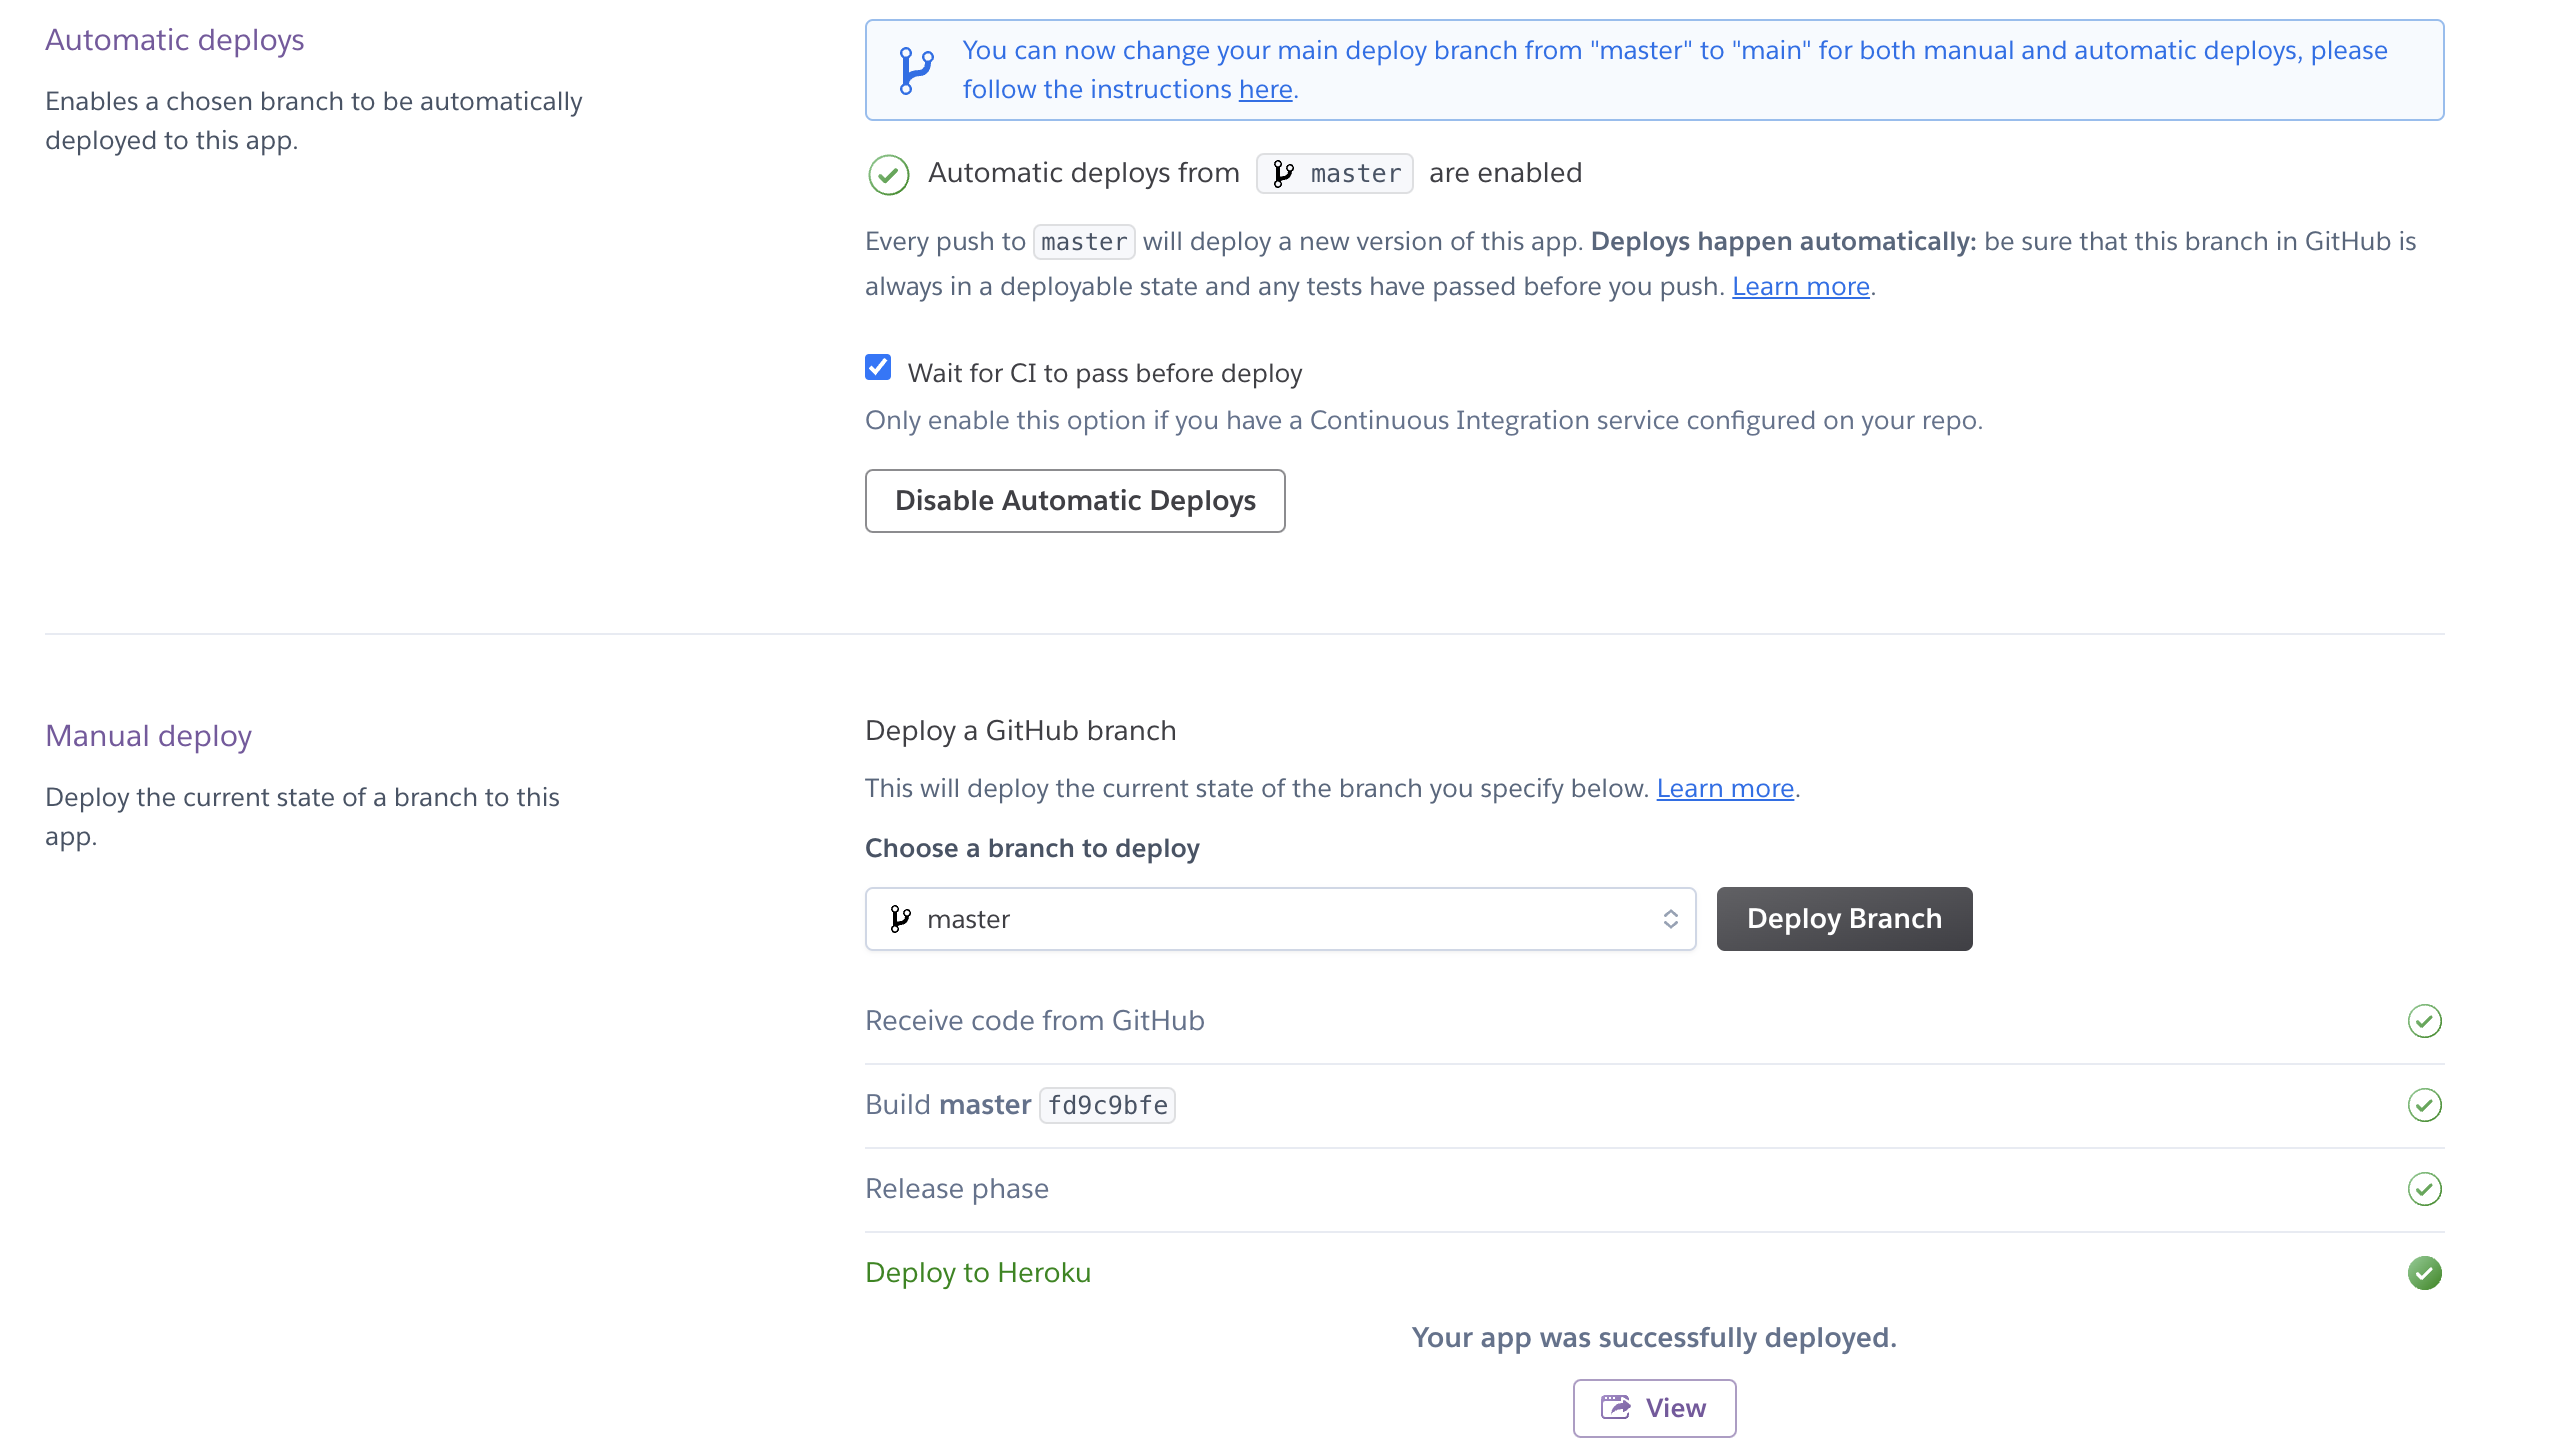 Automatic deploys
Enables a chosen branch to be automatically
deployed to this app.
You can now change your main deploy branch from "master" to "main" for both manual and automatic deploys, please
follow the instructions here.
Automatic deploys from master are enabled
Every push to master will deploy a new version of this app. Deploys happen automatically: be sure that this branch in GitHub is
always in a deployable state and any tests have passed before you push. Learn more.
Wait for CI to pass before deploy
Only enable this option if you have a Continuous Integration service configured on your repo.
Disable Automatic Deploys
Manual deploy
Deploy the current state of a branch to this
app.
Deploy a GitHub branch
This will deploy the current state of the branch you specify below. Learn more.
Choose a branch to deploy
master
Deploy Branch
Receive code from GitHub
Build master fd9c9bfe
Release phase
Deploy to Heroku
Your app was successfully deployed.
View